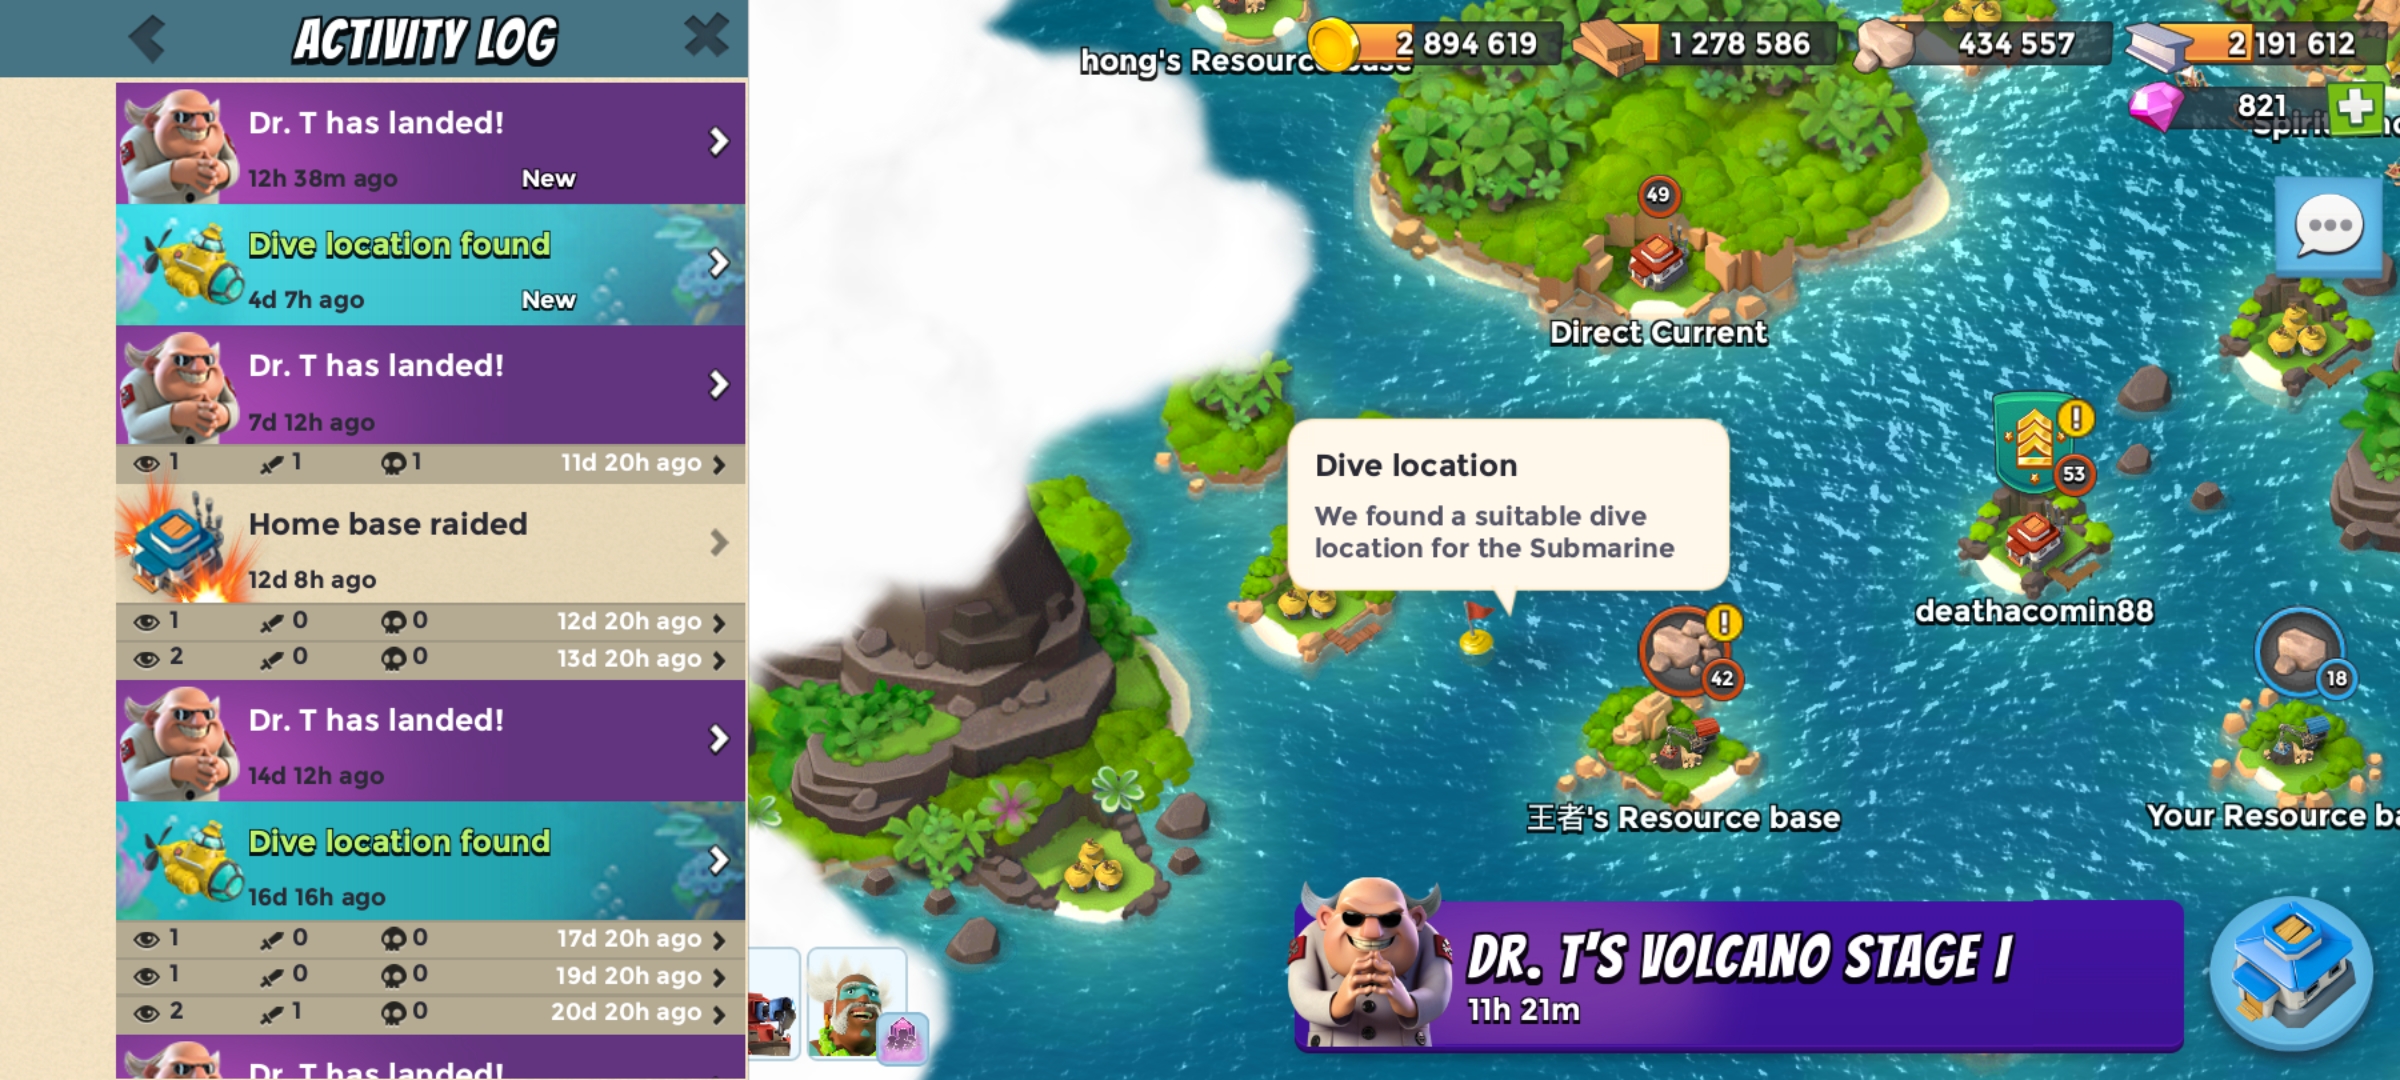 ACTIVITY LOG
Dr. T has landed!
12h 38m ago
New
Dive location found
4d 7h ago
New
Dr. T has landed!
7d 12h ago
1 1 1 11d 20h ago
Home base raided
12d 8h ago
1 0 0 12d 20h ago
2 0 0 13d 20h ago
Dr. T has landed!
14d 12h ago
Dive location found
16d 16h ago
1 0 0 17d 20h ago
1 0 0 19d 20h ago
2 1 0 20d 20h ago
Dr. T has landed!
2 894 619
1 278 586
434 557
2 191 612
821
hong's Resource base
49
Direct Current
Dive location
We found a suitable dive
location for the Submarine
53
deathacomin88
42
王者's Resource base
18
Your Resource ba
DR. T'S VOLCANO STAGE I
11h 21m